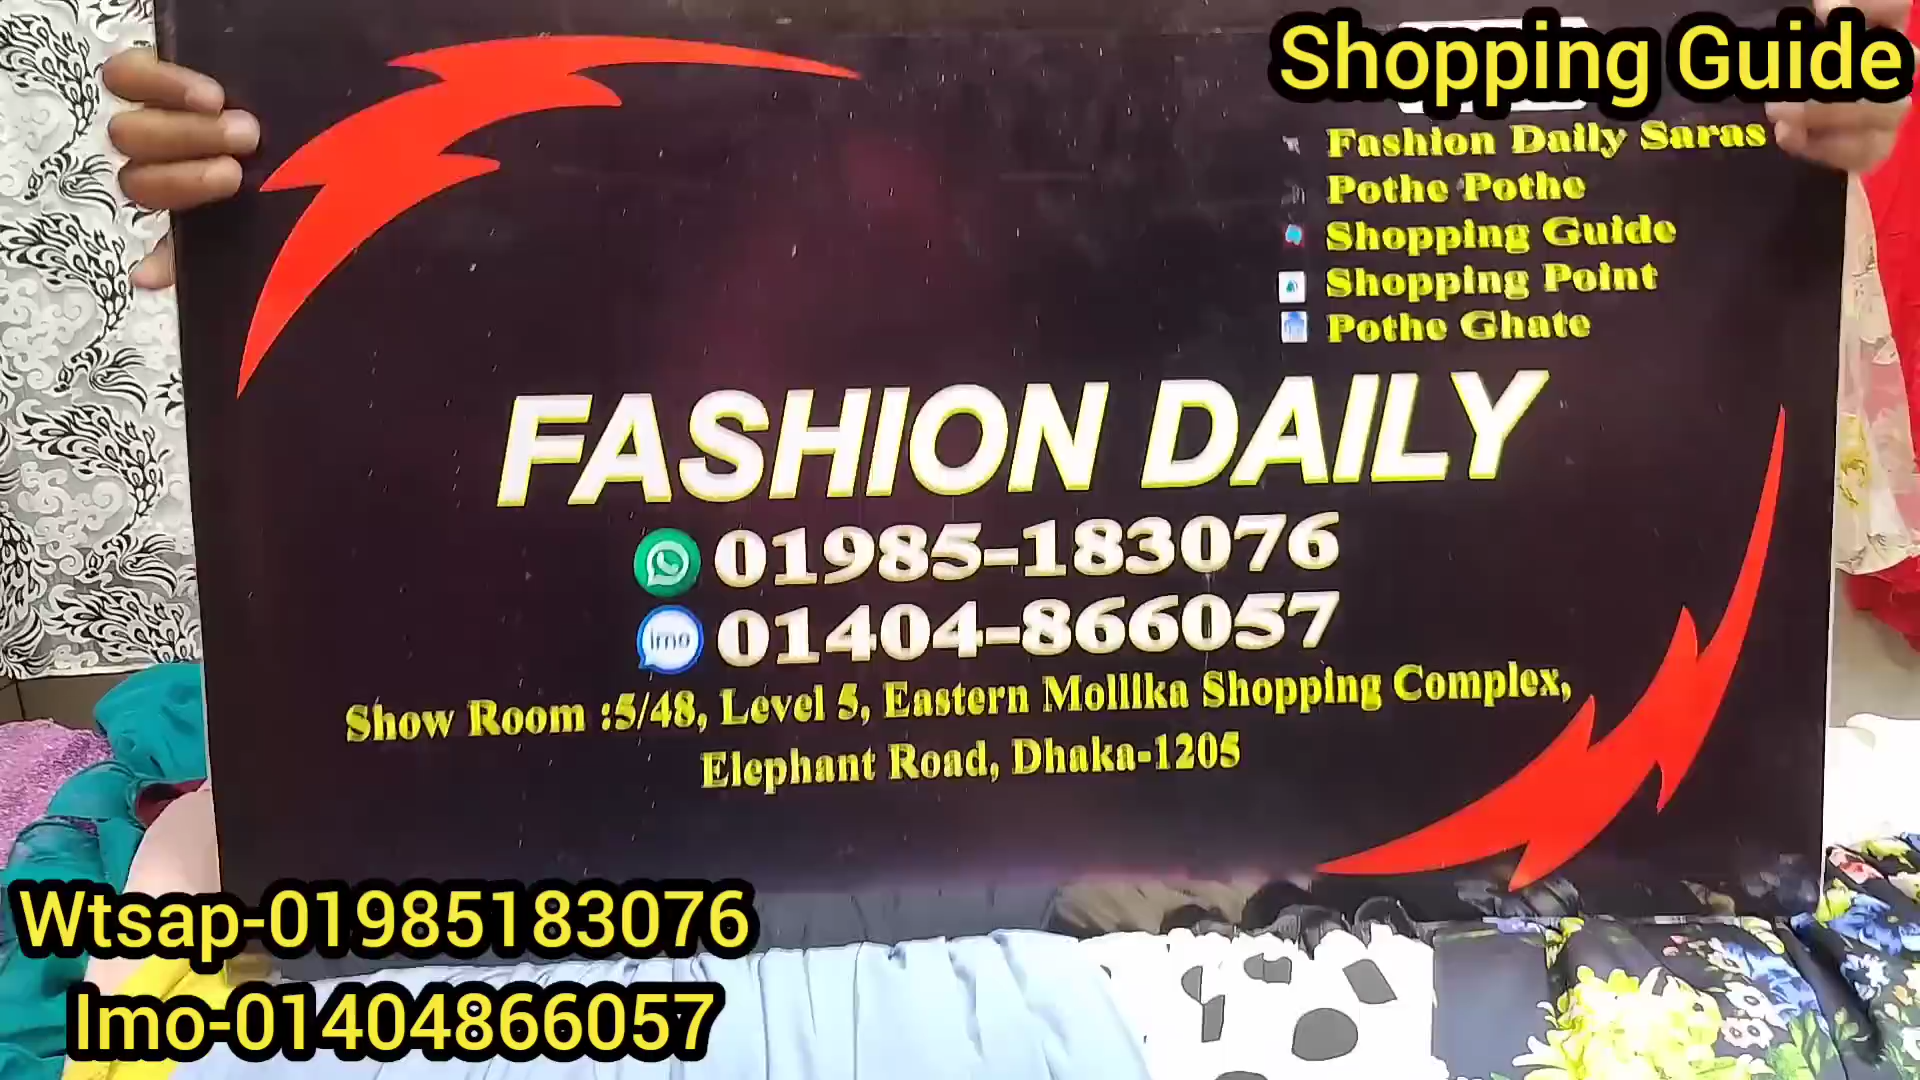 Shopping Guide
Fashion Daily Saras
Pothe Pothe
Shopping Guide
Shopping Point
Pothe Ghate
FASHION DAILY
01985-183076
imo 01404-866057
Show Room :5/48, Level 5, Eastern Mollika Shopping Complex,
Elephant Road, Dhaka-1205
Wtsap-01985183076
Imo-01404866057